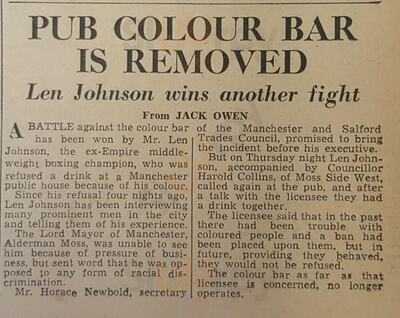 PUB COLOUR BAR
IS REMOVED
Len Johnson wins another fight
From JACK OWEN
A BATTLE against the colour bar
has been won by Mr. Len
Johnson, the ex-Empire middle-
weight boxing champion, who was
refused a drink at a Manchester
public house because of his colour.
Since his refusal four nights ago,
Len Johnson has been interviewing
many prominent men in the city
and telling them of his experience.
The Lord Mayor of Manchester,
Alderman Moss, was unable to see
him because of pressure of busi-
ness, but sent word that he was op-
posed to any form of racial dis-
crimination.
Mr. Horace Newbold, secretary
of the Manchester and Salford
Trades Council, promised to bring
the incident before his executive.
But on Thursday night Len John-
son, accompanied by Councillor
Harold Collins, of Moss Side West,
called again at the pub, and after
a talk with the licensee they had
a drink together.
The licensee said that in the past
there had been trouble with
coloured people and a ban had
been placed upon them, but in
future, providing they behaved,
they would not be refused.
The colour bar as far as that
licensee is concerned, no longer
operates.